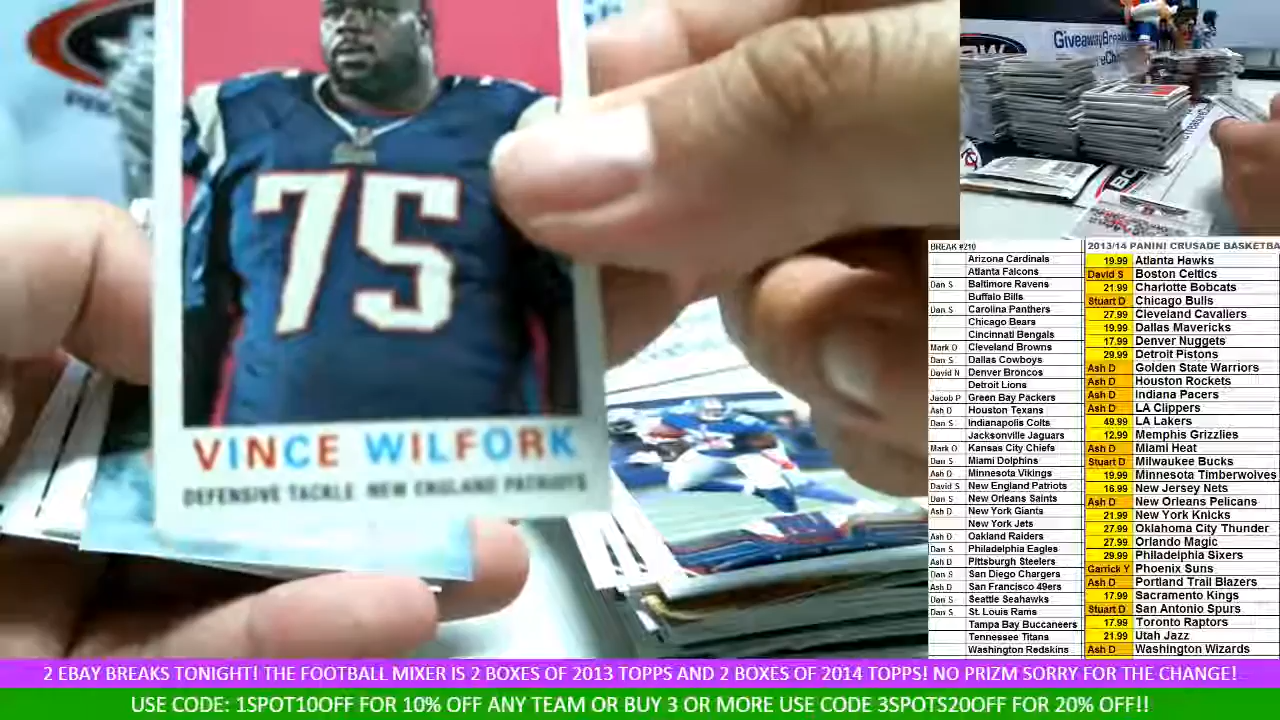 75
VINCE WILFORK
DEFENSIVE TACKLE NEW ENGLAND PATRIOTS
GiveawayBreak
BREAK #210
Arizona Cardinals
Atlanta Falcons
Dan S Baltimore Ravens
Buffalo Bills
Dan S Carolina Panthers
Chicago Bears
Cincinnati Bengals
Mark O Cleveland Browns
Dan S Dallas Cowboys
David N Denver Broncos
Detroit Lions
Jacob P Green Bay Packers
Ash D Houston Texans
Dan S Indianapolis Colts
Jacksonville Jaguars
Mark O Kansas City Chiefs
Dan S Miami Dolphins
Ash D Minnesota Vikings
David S New England Patriots
Dan S New Orleans Saints
Ash D New York Giants
New York Jets
Ash D Oakland Raiders
Dan S Philadelphia Eagles
Ash D Pittsburgh Steelers
Dan S San Diego Chargers
Ash D San Francisco 49ers
Dan S Seattle Seahawks
Dan S St. Louis Rams
Tampa Bay Buccaneers
Tennessee Titans
Washington Redskins
2013/14 PANINI CRUSADE BASKETBA
19.99 Atlanta Hawks
David S Boston Celtics
21.99 Charlotte Bobcats
Stuart D Chicago Bulls
27.99 Cleveland Cavaliers
19.99 Dallas Mavericks
17.99 Denver Nuggets
29.99 Detroit Pistons
Ash D Golden State Warriors
Ash D Houston Rockets
Ash D Indiana Pacers
Ash D LA Clippers
49.99 LA Lakers
12.99 Memphis Grizzlies
Ash D Miami Heat
Stuart D Milwaukee Bucks
19.99 Minnesota Timberwolves
16.99 New Jersey Nets
Ash D New Orleans Pelicans
21.99 New York Knicks
27.99 Oklahoma City Thunder
27.99 Orlando Magic
29.99 Philadelphia Sixers
Garrick Y Phoenix Suns
Ash D Portland Trail Blazers
17.99 Sacramento Kings
Stuart D San Antonio Spurs
17.99 Toronto Raptors
21.99 Utah Jazz
Ash D Washington Wizards
2 EBAY BREAKS TONIGHT! THE FOOTBALL MIXER IS 2 BOXES OF 2013 TOPPS AND 2 BOXES OF 2014 TOPPS! NO PRIZM SORRY FOR THE CHANGE!
USE CODE: 1SPOT10OFF FOR 10% OFF ANY TEAM OR BUY 3 OR MORE USE CODE 3SPOTS20OFF FOR 20% OFF!!